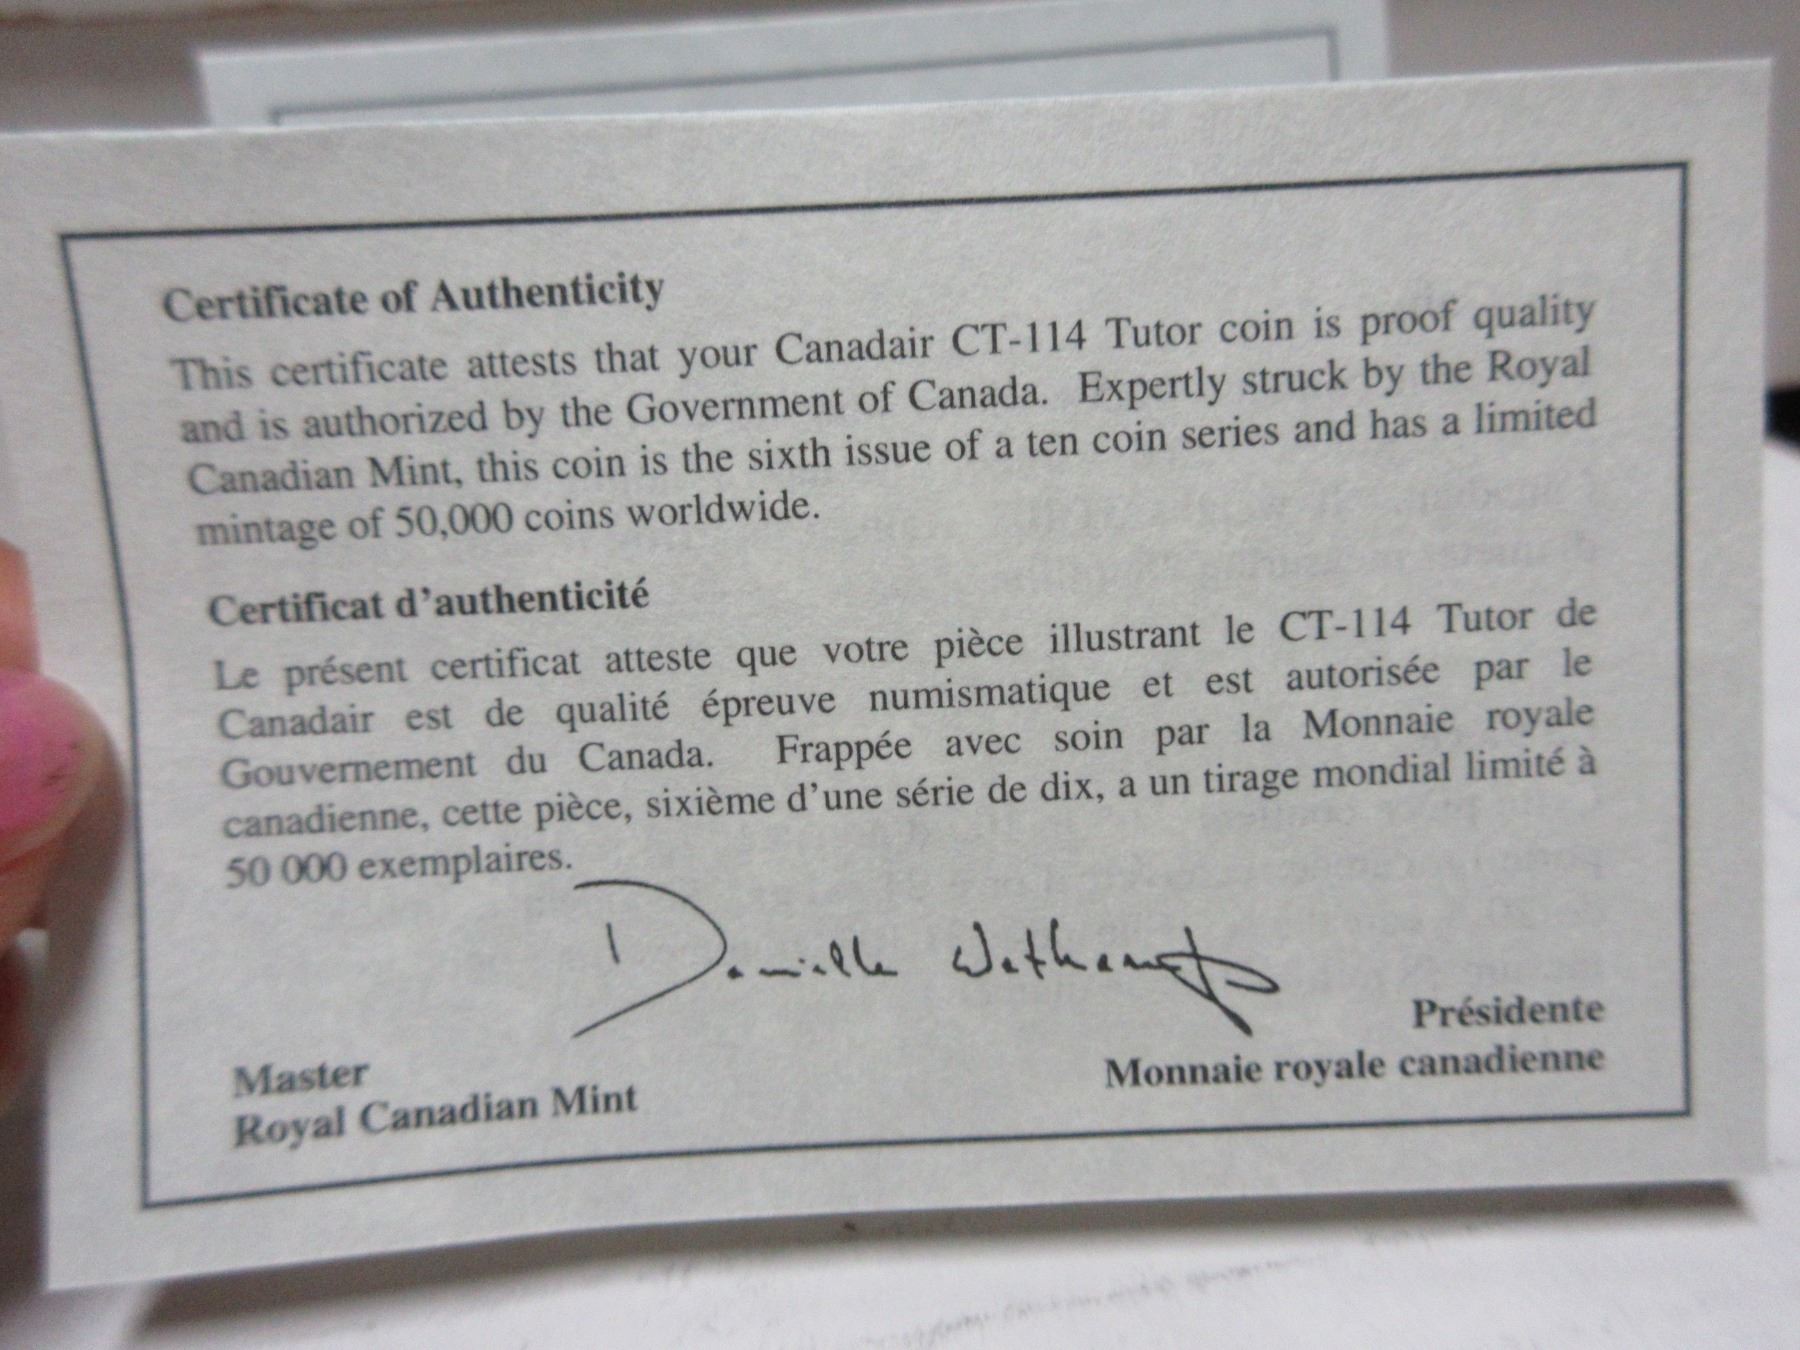 Certificate of Authenticity
This certificate attests that your Canadair CT-114 Tutor coin is proof quality
and is authorized by the Government of Canada. Expertly struck by the Royal
Canadian Mint, this coin is the sixth issue of a ten coin series and has a limited
mintage of 50,000 coins worldwide.
Certificat d'authenticité
Le présent certificat atteste que votre pièce illustrant le CT-114 Tutor de
Canadair est de qualité épreuve numismatique et est autorisée par le
Gouvernement du Canada. Frappée avec soin par la Monnaie royale
canadienne, cette pièce, sixième d'une série de dix, a un tirage mondial limité à
50 000 exemplaires.
Danielle
Master
Royal Canadian Mint
Présidente
Monnaie royale canadienne